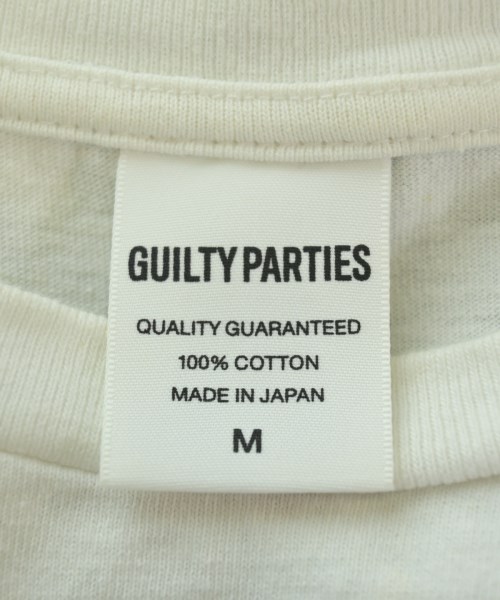 GUILTY PARTIES
QUALITY GUARANTEED
100% COTTON
MADE IN JAPAN
M